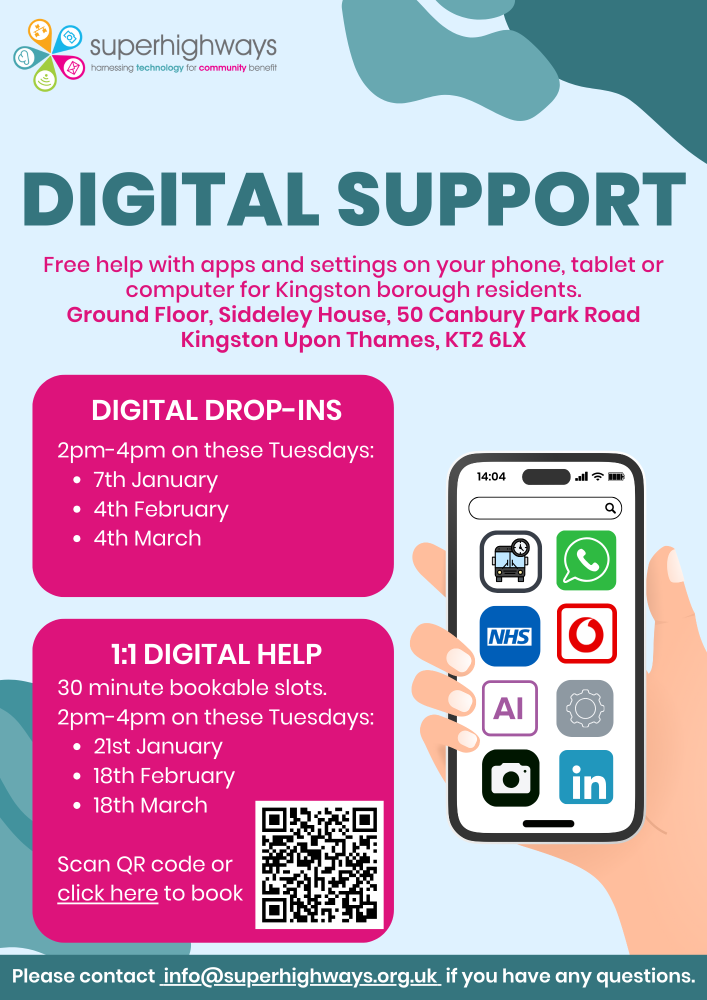 superhighways
harnessing technology for community benefit
DIGITAL SUPPORT
Free help with apps and settings on your phone, tablet or
computer for Kingston borough residents.
Ground Floor, Siddeley House, 50 Canbury Park Road
Kingston Upon Thames, KT2 6LX
DIGITAL DROP-INS
2pm-4pm on these Tuesdays:
• 7th January
• 4th February
• 4th March
1:1 DIGITAL HELP
30 minute bookable slots.
2pm-4pm on these Tuesdays:
• 21st January
• 18th February
• 18th March
Scan QR code or
click here to book
14:04
NHS
AI
in
Please contact info@superhighways.org.uk if you have any questions.